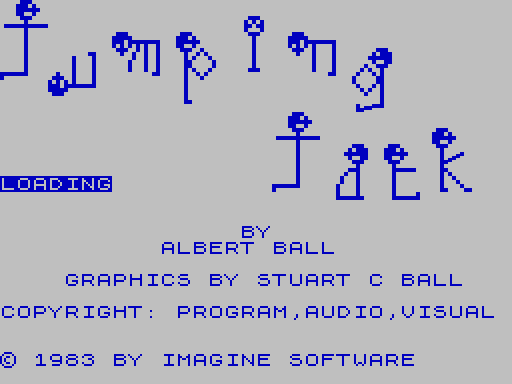 Jumping
Jack
LOADING
BY
ALBERT BALL
GRAPHICS BY STUART C BALL
COPYRIGHT: PROGRAM,AUDIO,VISUAL
© 1983 BY IMAGINE SOFTWARE